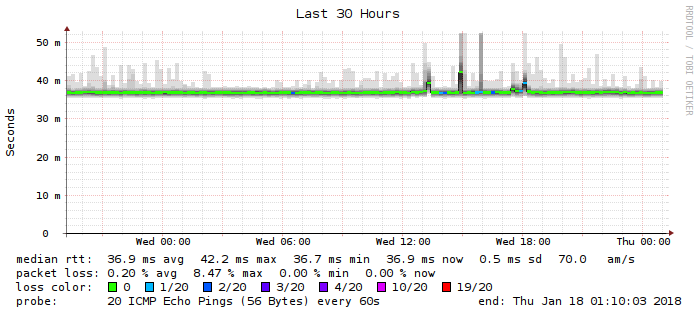 Last 30 Hours
RRDTOOL / TOBI OETIKER
Seconds
50 m
40 m
30 m
20 m
10 m
0
Wed 00:00 Wed 06:00 Wed 12:00 Wed 18:00 Thu 00:00
median rtt: 36.9 ms avg 42.2 ms max 36.7 ms min 36.9 ms now 0.5 ms sd 70.0 am/s
packet loss: 0.20 % avg 8.47 % max 0.00 % min 0.00 % now
loss color: 0 1/20 2/20 3/20 4/20 10/20 19/20
probe: 20 ICMP Echo Pings (56 Bytes) every 60s end: Thu Jan 18 01:10:03 2018